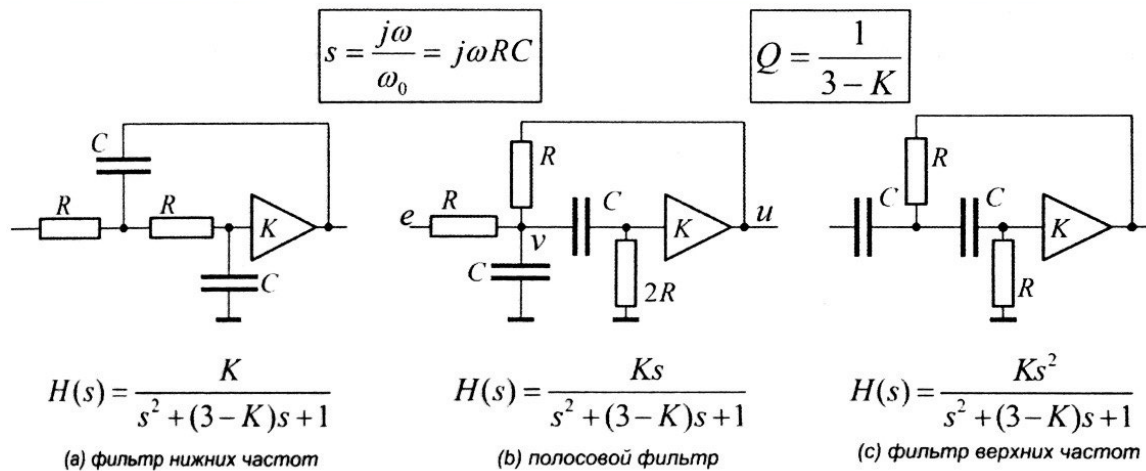 s = jω/ω₀ = jωRC
Q = 1/(3 − K)
C R R K C
e R R v C C 2R K u
C R C R K
H(s) = K/(s² + (3 − K)s + 1)
H(s) = Ks/(s² + (3 − K)s + 1)
H(s) = Ks²/(s² + (3 − K)s + 1)
(a) фильтр нижних частот
(b) полосовой фильтр
(c) фильтр верхних частот